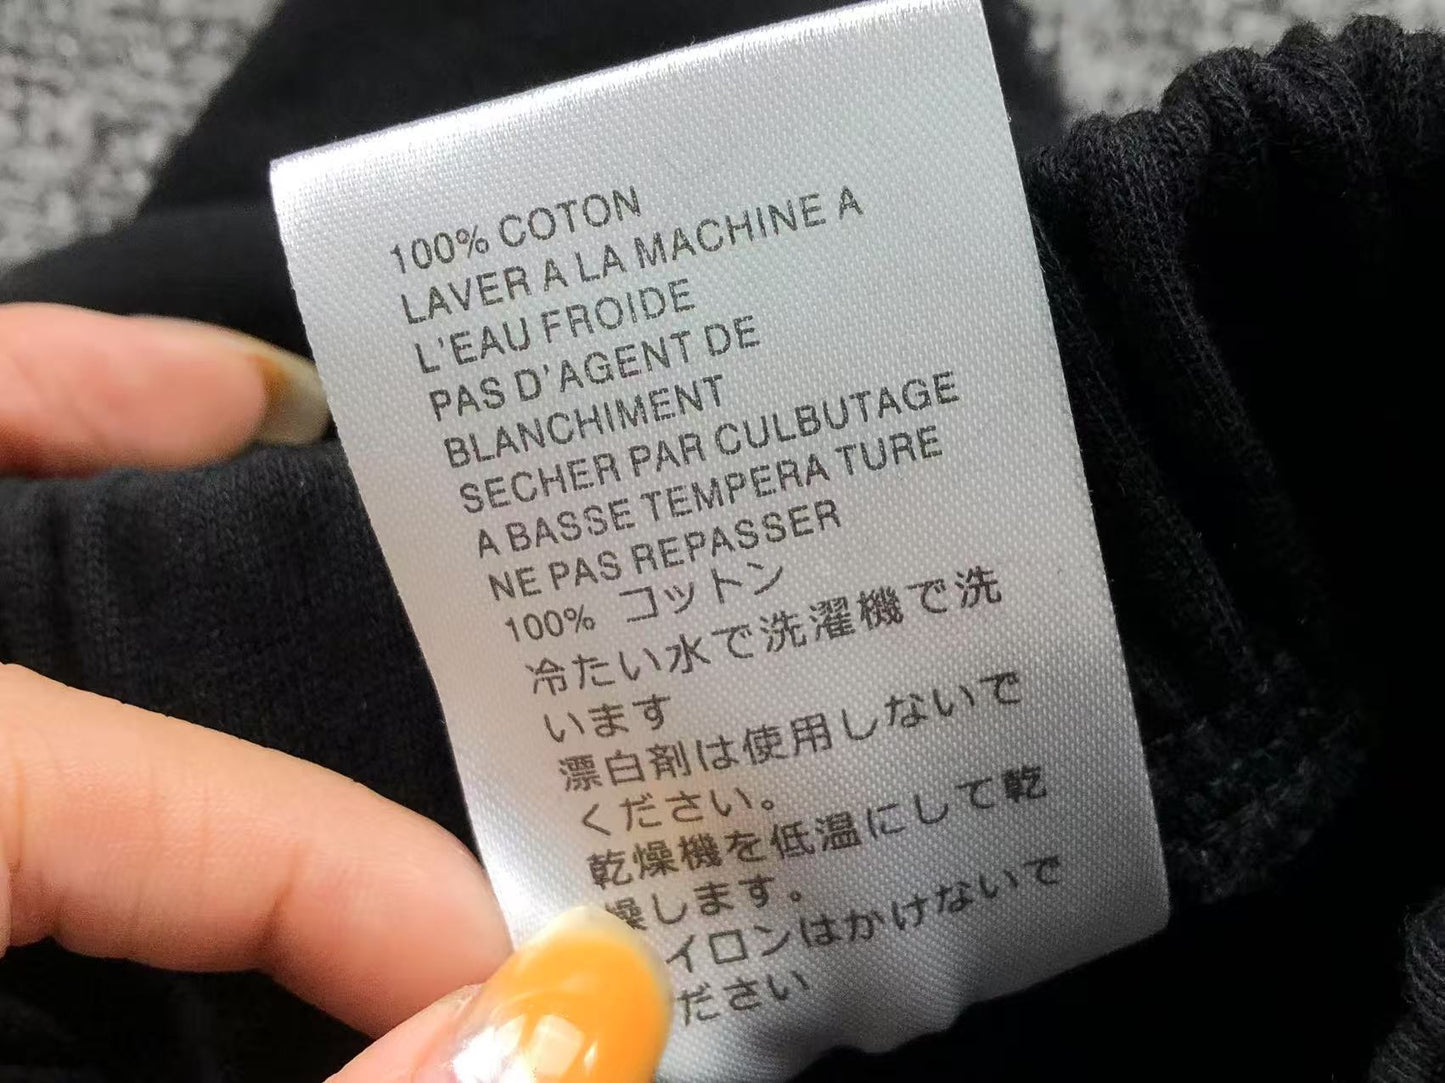 100% COTON
LAVER A LA MACHINE A
L'EAU FROIDE
PAS D'AGENT DE
BLANCHIMENT
SECHER PAR CULBUTAGE
A BASSE TEMPERA TURE
NE PAS REPASSER
100% コットン
冷たい水で洗濯機で洗
います
漂白剤は使用しないで
ください。
乾燥機を低温にして乾
燥します。
イロンはかけないで
ださい